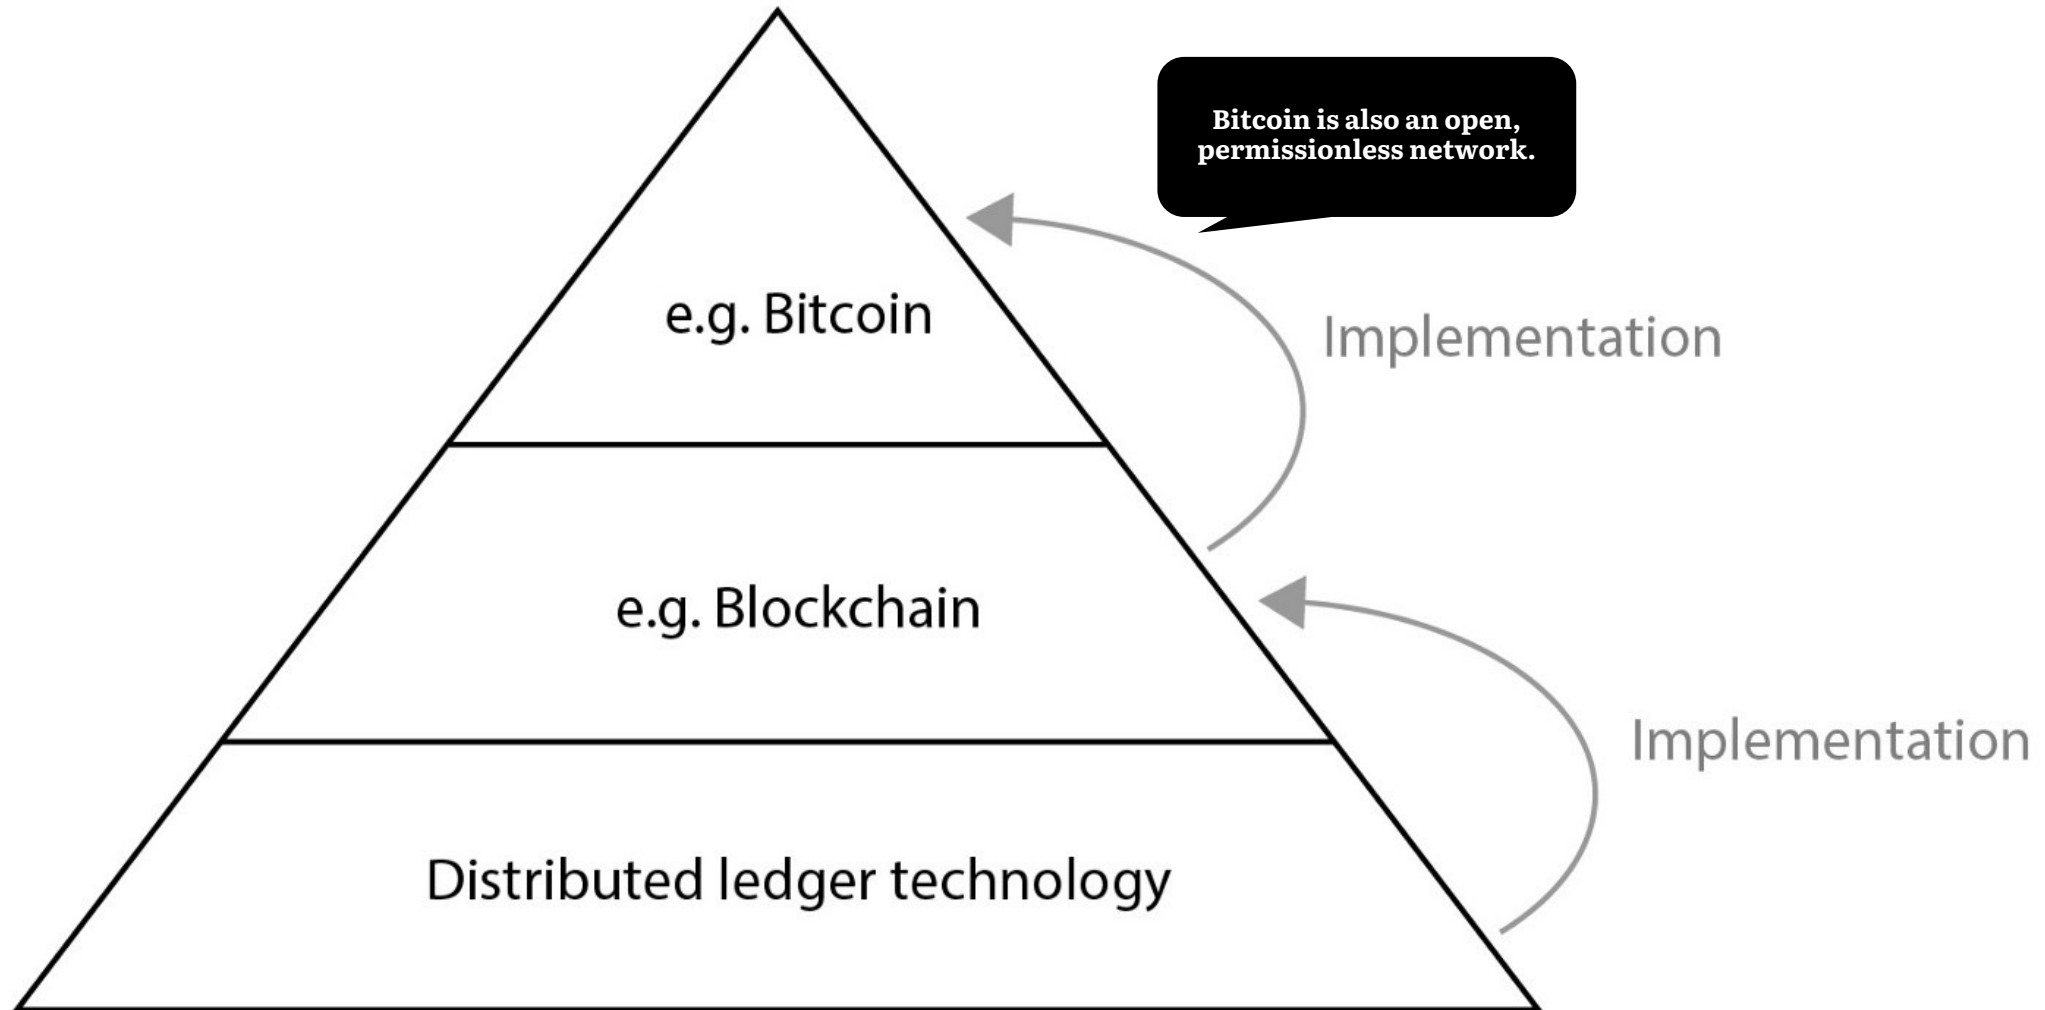 Bitcoin is also an open,
permissionless network.
e.g. Bitcoin
Implementation
e.g. Blockchain
Implementation
Distributed ledger technology